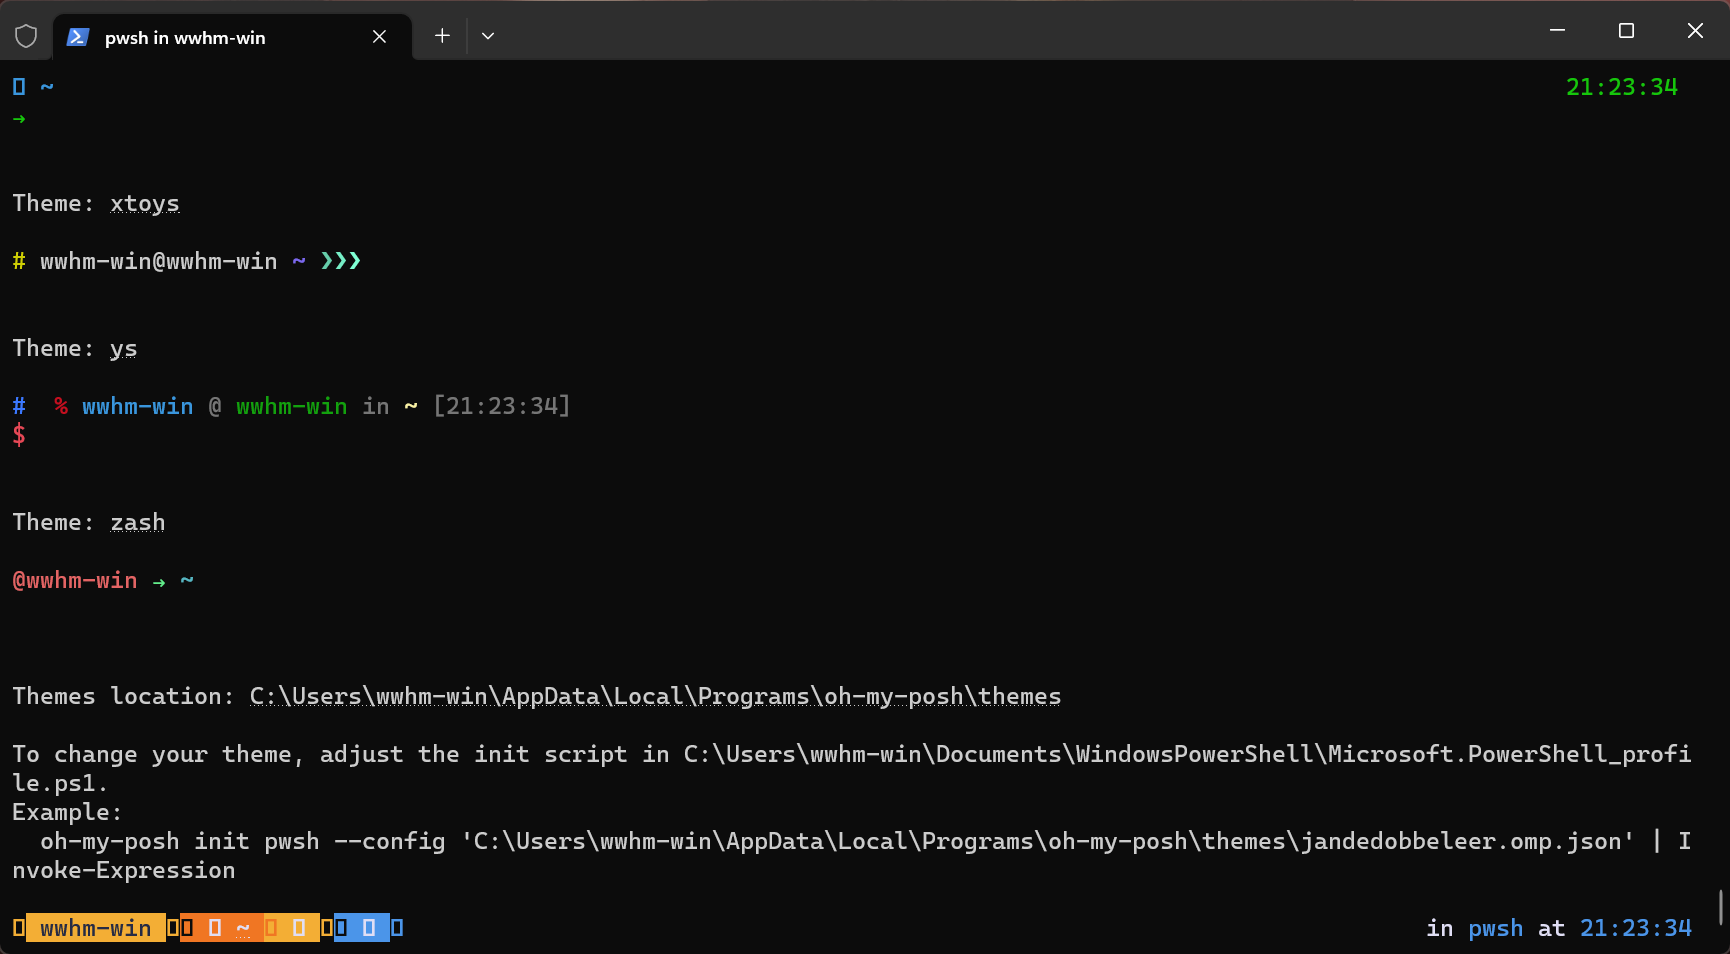 pwsh in wwhm-win
~ 21:23:34
→
Theme: xtoys
# wwhm-win@wwhm-win ~ ❯❯❯
Theme: ys
# % wwhm-win @ wwhm-win in ~ [21:23:34]
$
Theme: zash
@wwhm-win → ~
Themes location: C:\Users\wwhm-win\AppData\Local\Programs\oh-my-posh\themes
To change your theme, adjust the init script in C:\Users\wwhm-win\Documents\WindowsPowerShell\Microsoft.PowerShell_profi
le.ps1.
Example:
  oh-my-posh init pwsh --config 'C:\Users\wwhm-win\AppData\Local\Programs\oh-my-posh\themes\jandedobbeleer.omp.json' | I
nvoke-Expression
wwhm-win ~ in pwsh at 21:23:34